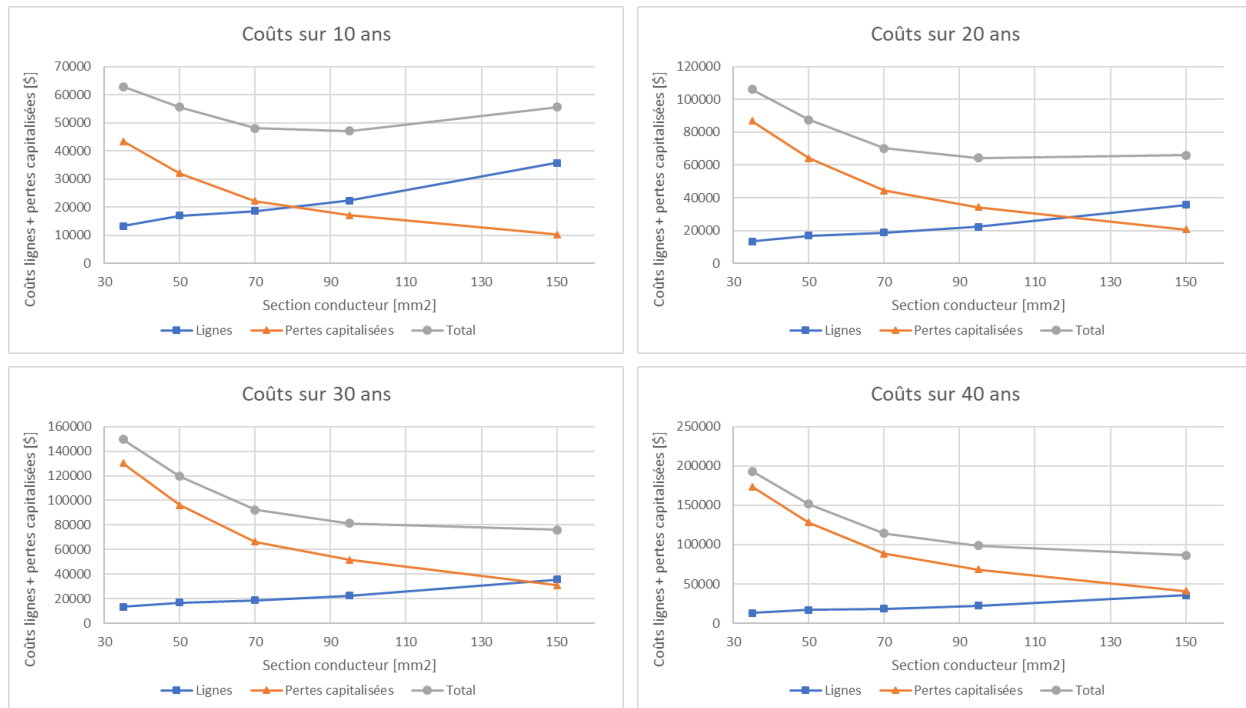 Coûts sur 10 ans
Coûts lignes + pertes capitalisées [$]
70000
60000
50000
40000
30000
20000
10000
0
30 50 70 90 110 130 150
Section conducteur [mm2]
Lignes Pertes capitalisées Total
Coûts sur 20 ans
Coûts lignes + pertes capitalisées [$]
120000
100000
80000
60000
40000
20000
0
30 50 70 90 110 130 150
Section conducteur [mm2]
Lignes Pertes capitalisées Total
Coûts sur 30 ans
Coûts lignes + pertes capitalisées [$]
160000
140000
120000
100000
80000
60000
40000
20000
0
30 50 70 90 110 130 150
Section conducteur [mm2]
Lignes Pertes capitalisées Total
Coûts sur 40 ans
Coûts lignes + pertes capitalisées [$]
250000
200000
150000
100000
50000
0
30 50 70 90 110 130 150
Section conducteur [mm2]
Lignes Pertes capitalisées Total